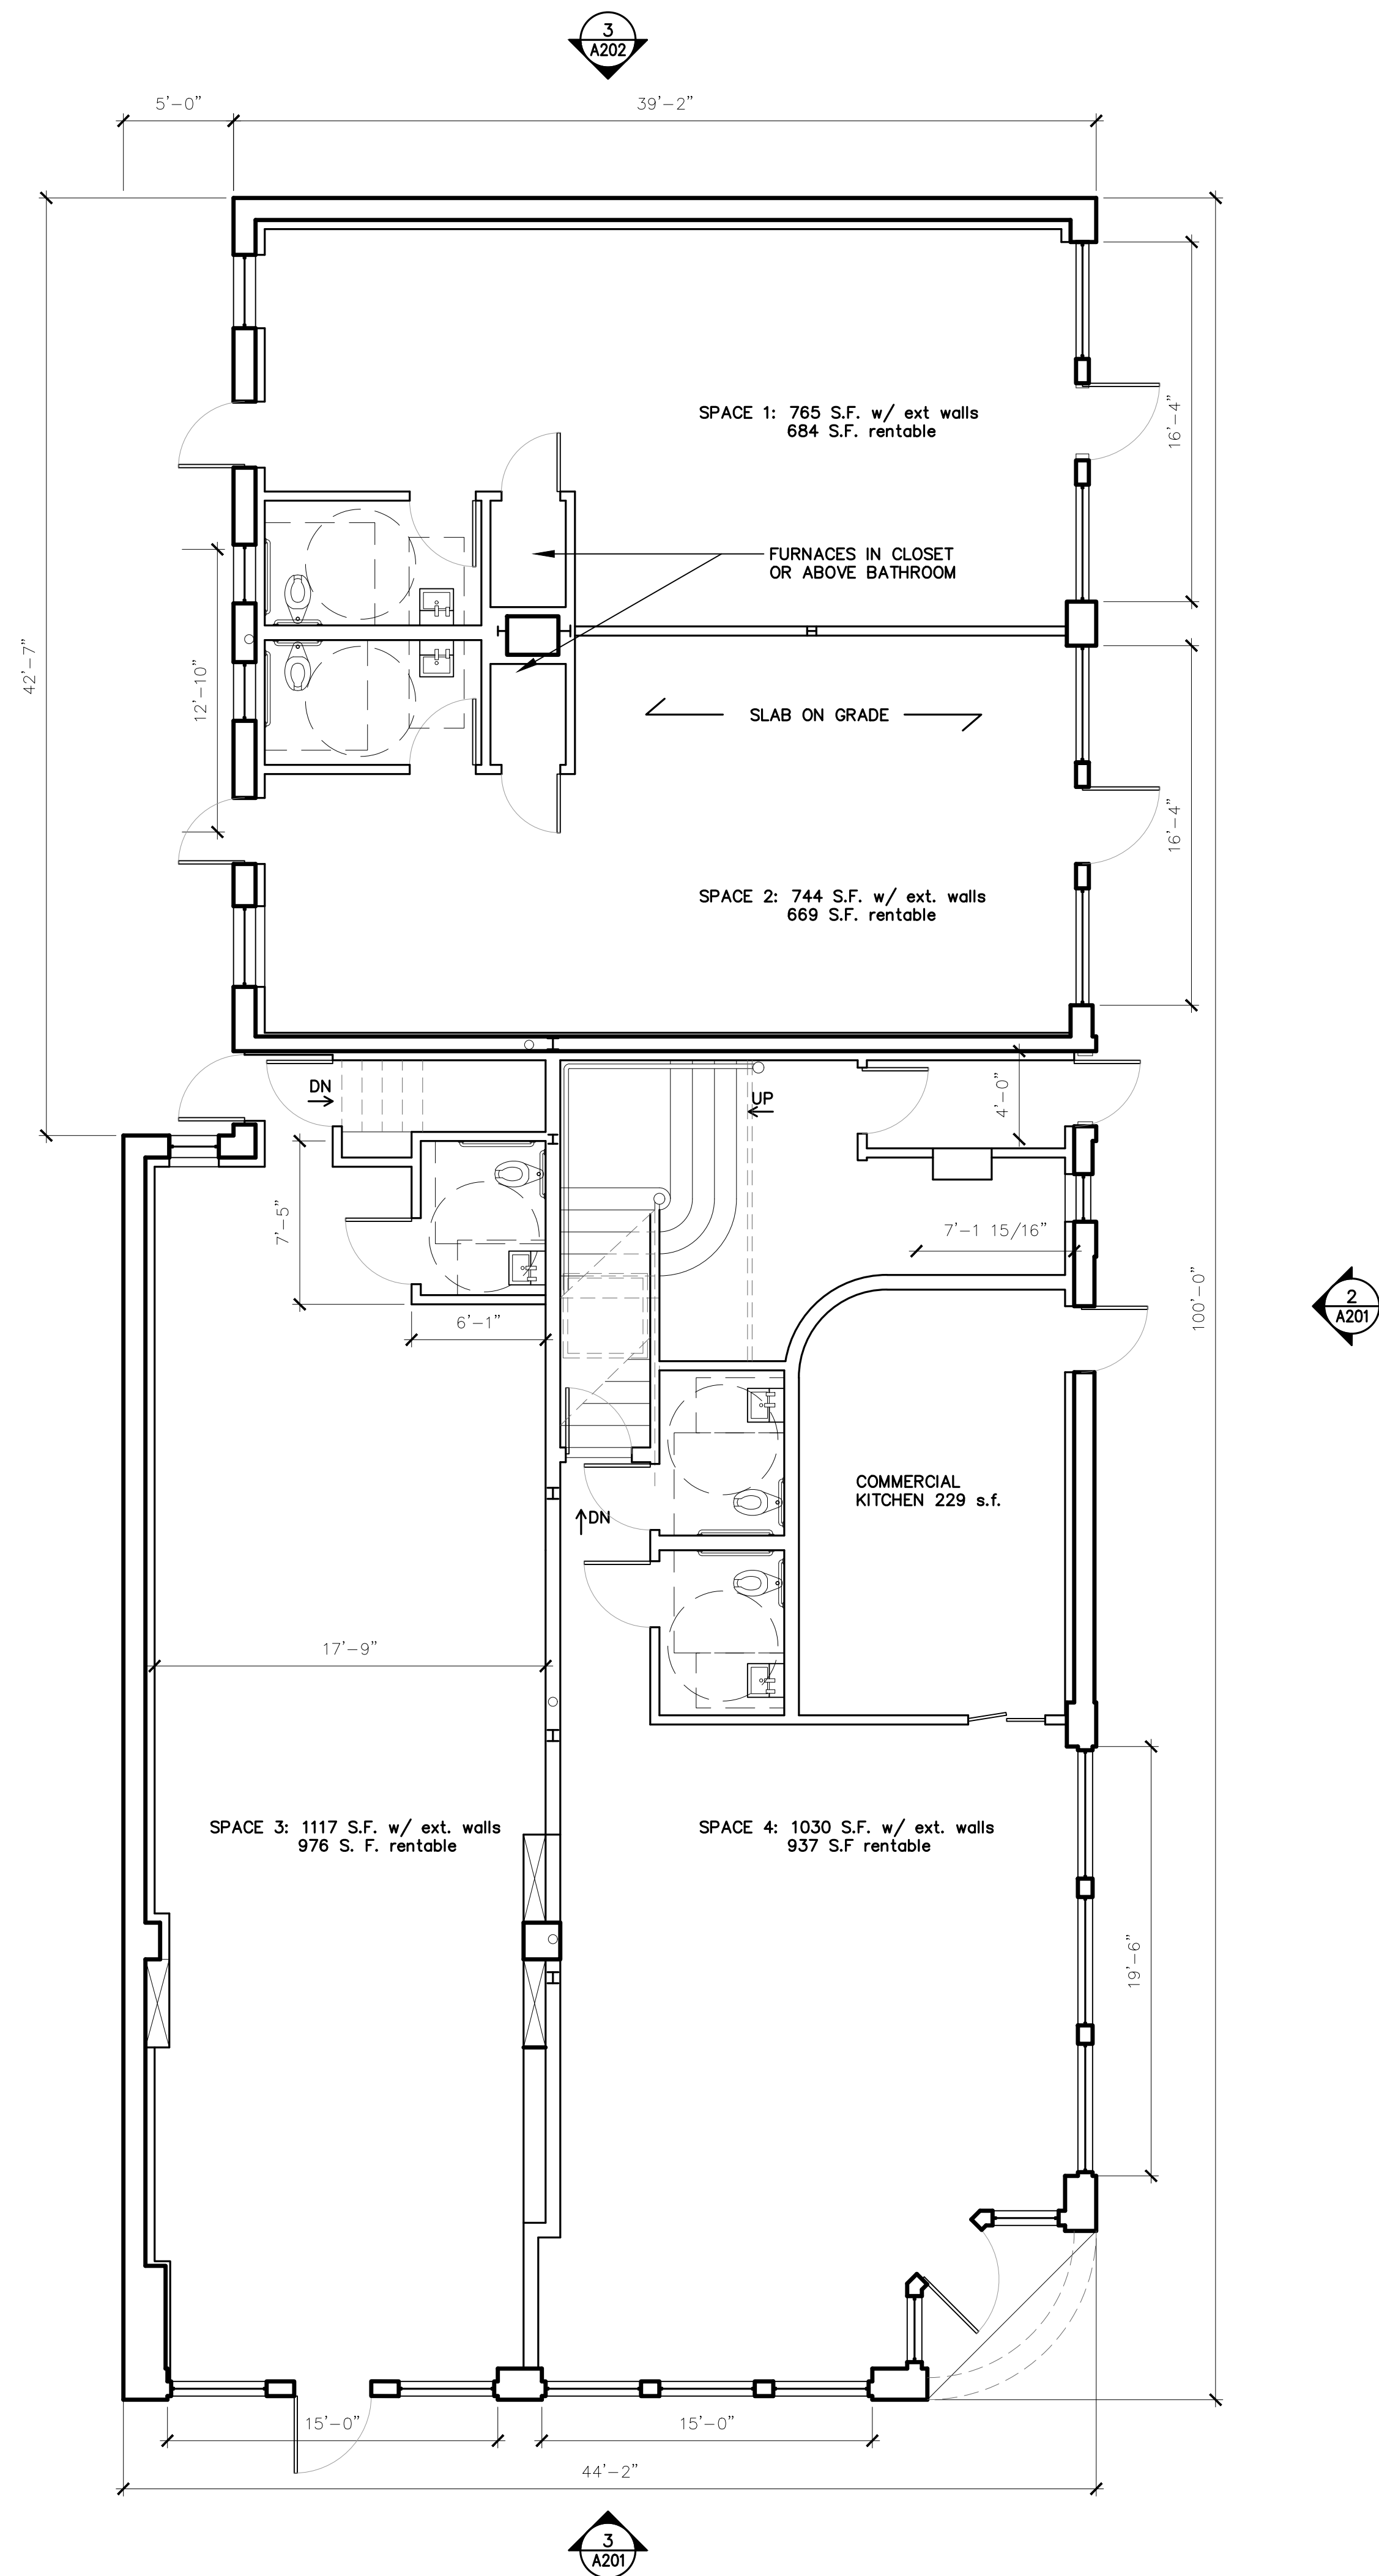 3
A202
5'-0"
39'-2"
SPACE 1: 765 S.F. w/ ext walls
684 S.F. rentable
16'-4"
FURNACES IN CLOSET
OR ABOVE BATHROOM
42'-7"
12'-10"
SLAB ON GRADE
16'-4"
SPACE 2: 744 S.F. w/ ext. walls
669 S.F. rentable
DN
UP
4'-0"
7'-5"
7'-1 15/16"
100'-0"
2
A201
6'-1"
COMMERCIAL
KITCHEN 229 s.f.
DN
17'-9"
SPACE 3: 1117 S.F. w/ ext. walls
976 S. F. rentable
SPACE 4: 1030 S.F. w/ ext. walls
937 S.F rentable
19'-6"
15'-0"
15'-0"
44'-2"
3
A201